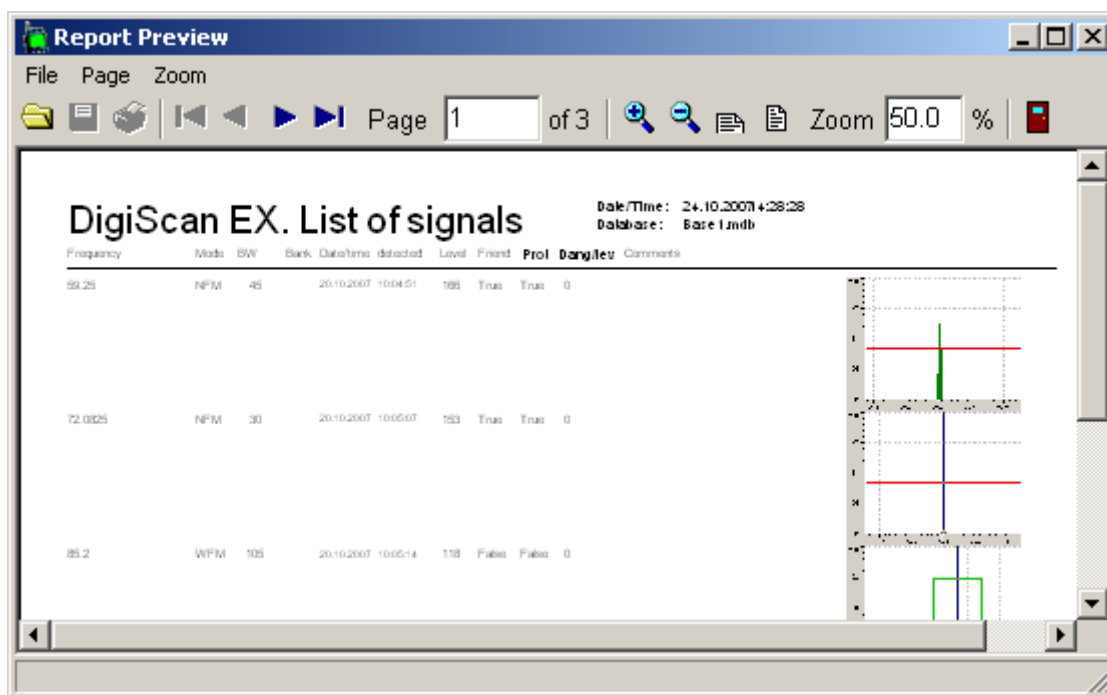 Report Preview
File Page Zoom
Page 1 of 3 Zoom 50.0 %
DigiScan EX. List of signals
Date/Time: 24.10.2007 14:28:28
Database: Base1.mdb
Frequency Mode BW Bank Date/time detected Level Friend Prol Dang/lev Comments
59.25 NFM 45 20.10.2007 10:04:51 166 True True 0
72.0825 NFM 30 20.10.2007 10:05:07 153 True True 0
85.2 WFM 105 20.10.2007 10:05:14 118 False False 0